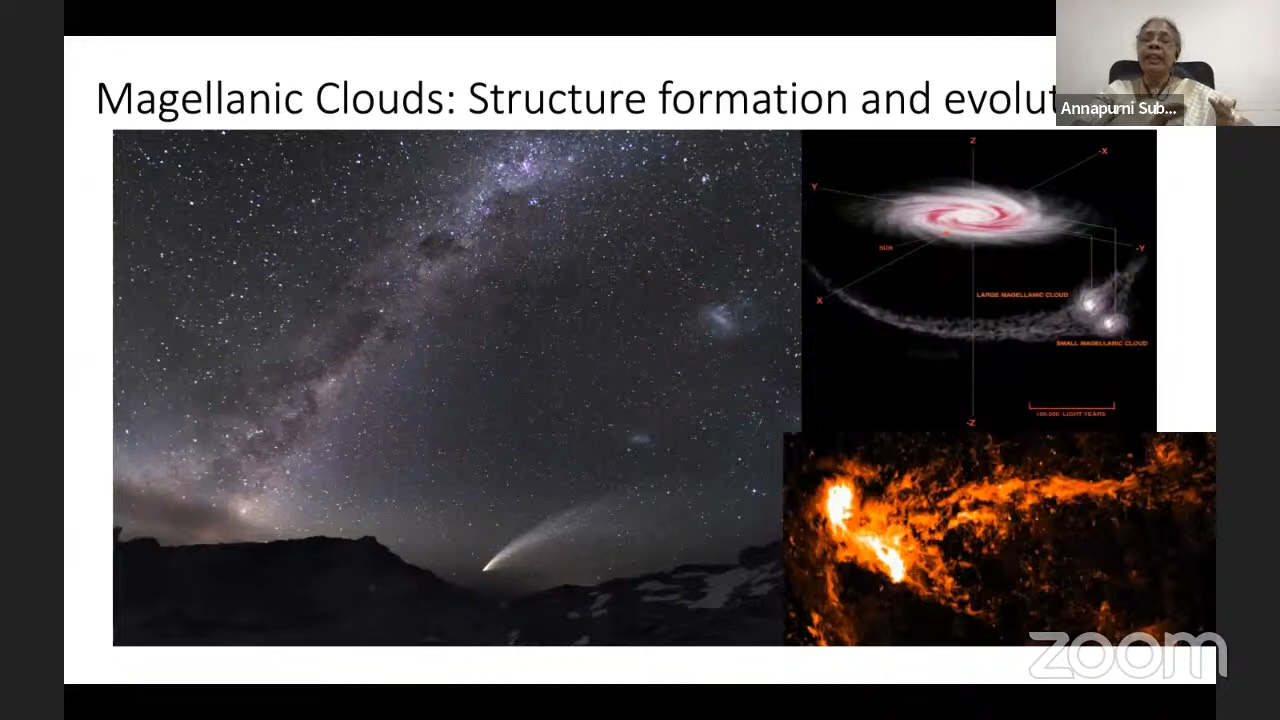 Magellanic Clouds: Structure formation and evolut
Annapurni Sub...
Z
-X
Y
SUN
-Y
X
LARGE MAGELLANIC CLOUD
SMALL MAGELLANIC CLOUD
100,000 LIGHT YEARS
-Z
zoom